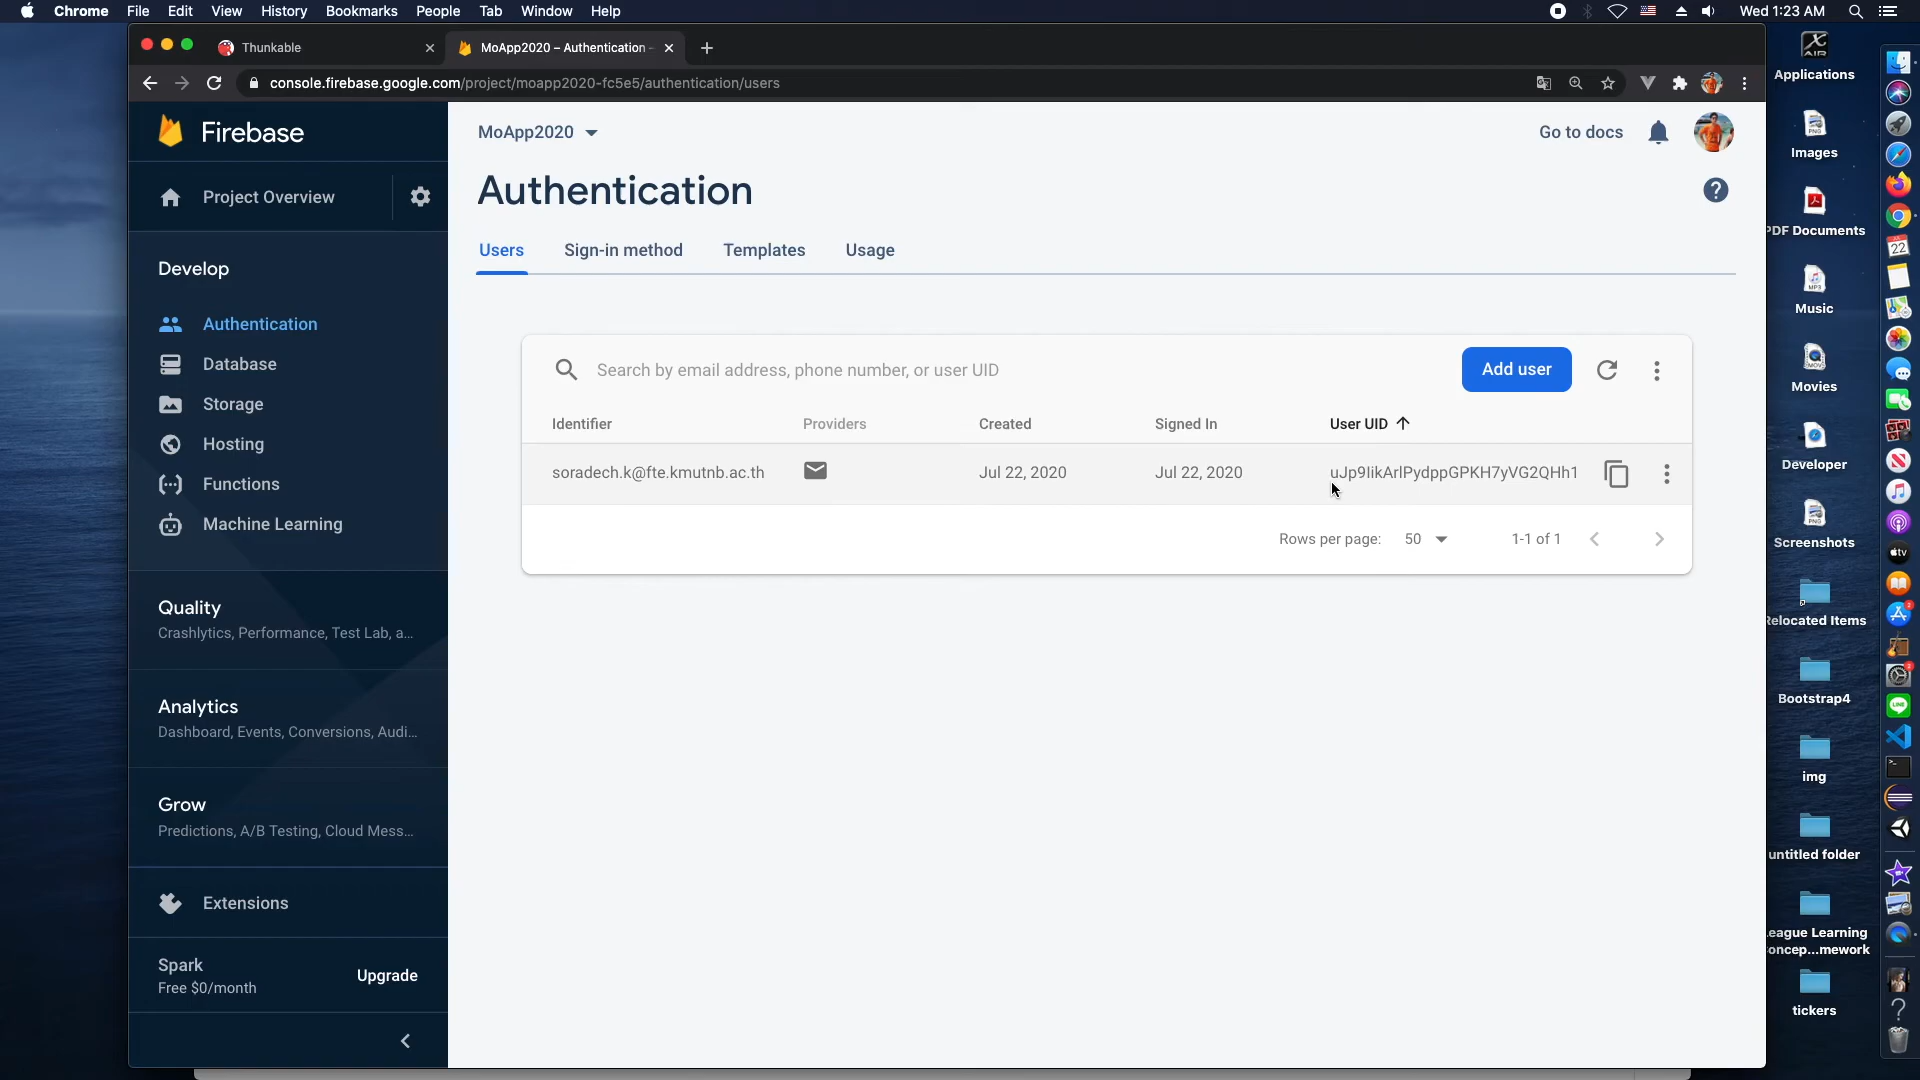 Chrome File Edit View History Bookmarks People Tab Window Help Wed 1:23 AM
Thunkable
MoApp2020 – Authentication
console.firebase.google.com/project/moapp2020-fc5e5/authentication/users
Firebase
Project Overview
Develop
Authentication
Database
Storage
Hosting
Functions
Machine Learning
Quality
Crashlytics, Performance, Test Lab, a...
Analytics
Dashboard, Events, Conversions, Audi...
Grow
Predictions, A/B Testing, Cloud Mess...
Extensions
Spark
Free $0/month
Upgrade
MoApp2020
Go to docs
Authentication
Users Sign-in method Templates Usage
Search by email address, phone number, or user UID
Add user
Identifier Providers Created Signed In User UID
soradech.k@fte.kmutnb.ac.th Jul 22, 2020 Jul 22, 2020 uJp9IikArlPydppGPKH7yVG2QHh1
Rows per page: 50 1-1 of 1
Applications
Images
PDF Documents
Music
Movies
Developer
Screenshots
Relocated Items
Bootstrap4
img
untitled folder
eague Learning
oncep...mework
tickers